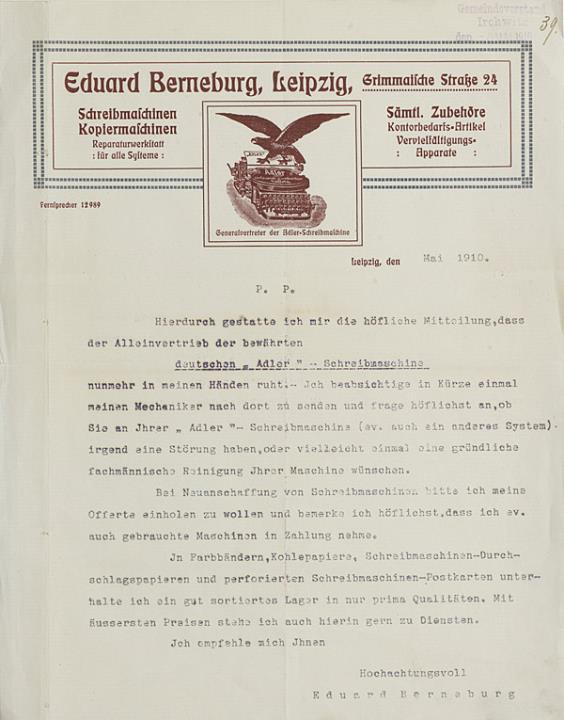 Gemeindevorstand
Irchwitz
den
39.
Eduard Berneburg, Leipzig, Grimmaische Straße 24
Schreibmaschinen
Kopiermaschinen
Reparaturwerkstatt
: für alle Systeme :
Sämtl. Zubehöre
Kontorbedarfs-Artikel
Vervielfältigungs-
: Apparate :
Generalvertreter der Adler-Schreibmaschine
Fernsprecher 12989
Leipzig, den Mai 1910.
P. P.
Hierdurch gestatte ich mir die höfliche Mitteilung,dass
der Alleinvertrieb der bewährten
deutschen „ Adler " - Schreibmaschine
nunmehr in meinen Händen ruht.- Ich beabsichtige in Kürze einmal
meinen Mechaniker nach dort zu senden und frage höflichst an,ob
Sie an Jhrer „ Adler "- Schreibmaschine (ev. auch ein anderes System).
irgend eine Störung haben,oder vielleicht einmal eine gründliche
fachmännische Reinigung Jhrer Maschine wünschen.
Bei Neuanschaffung von Schreibmaschinen bitte ich meine
Offerte einholen zu wollen und bemerke ich höflichst,dass ich ev.
auch gebrauchte Maschinen in Zahlung nehme.
Jn Farbbändern,Kohlepapiere, Schreibmaschinen-Durch-
schlagspapieren und perforierten Schreibmaschinen-Postkarten unter-
halte ich ein gut sortiertes Lager in nur prima Qualitäten. Mit
äussersten Preisen stehe ich auch hierin gern zu Diensten.
Jch empfehle mich Jhnen
Hochachtungsvoll
Eduard Berneburg